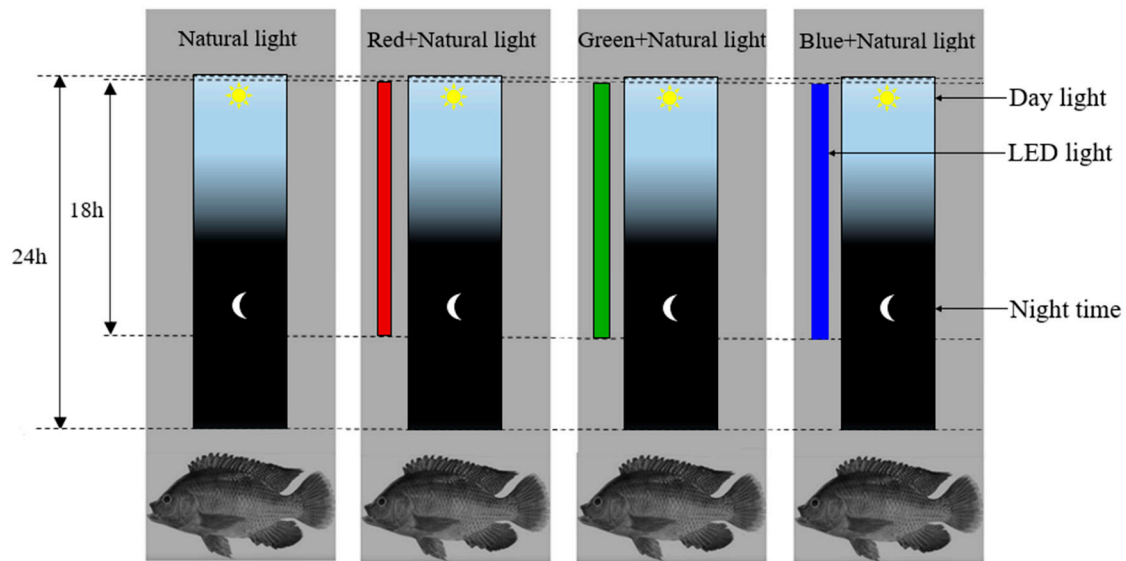 Natural light
Red+Natural light
Green+Natural light
Blue+Natural light
Day light
LED light
18h
24h
Night time